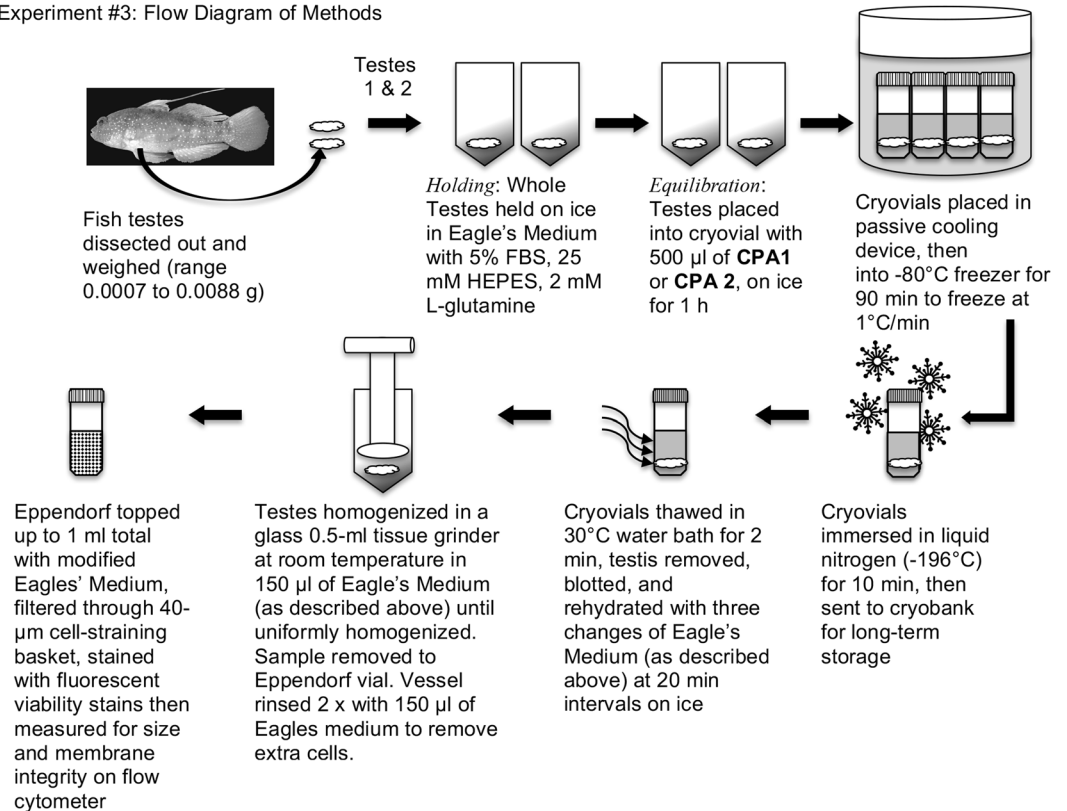 Experiment #3: Flow Diagram of Methods
Testes
1 & 2
Fish testes
dissected out and
weighed (range
0.0007 to 0.0088 g)
Holding: Whole
Testes held on ice
in Eagle’s Medium
with 5% FBS, 25
mM HEPES, 2 mM
L-glutamine
Equilibration:
Testes placed
into cryovial with
500 µl of CPA1
or CPA 2, on ice
for 1 h
Cryovials placed in
passive cooling
device, then
into -80°C freezer for
90 min to freeze at
1°C/min
Cryovials
immersed in liquid
nitrogen (-196°C)
for 10 min, then
sent to cryobank
for long-term
storage
Cryovials thawed in
30°C water bath for 2
min, testis removed,
blotted, and
rehydrated with three
changes of Eagle’s
Medium (as described
above) at 20 min
intervals on ice
Testes homogenized in a
glass 0.5-ml tissue grinder
at room temperature in
150 µl of Eagle’s Medium
(as described above) until
uniformly homogenized.
Sample removed to
Eppendorf vial. Vessel
rinsed 2 x with 150 µl of
Eagles medium to remove
extra cells.
Eppendorf topped
up to 1 ml total
with modified
Eagles’ Medium,
filtered through 40-
µm cell-straining
basket, stained
with fluorescent
viability stains then
measured for size
and membrane
integrity on flow
cytometer